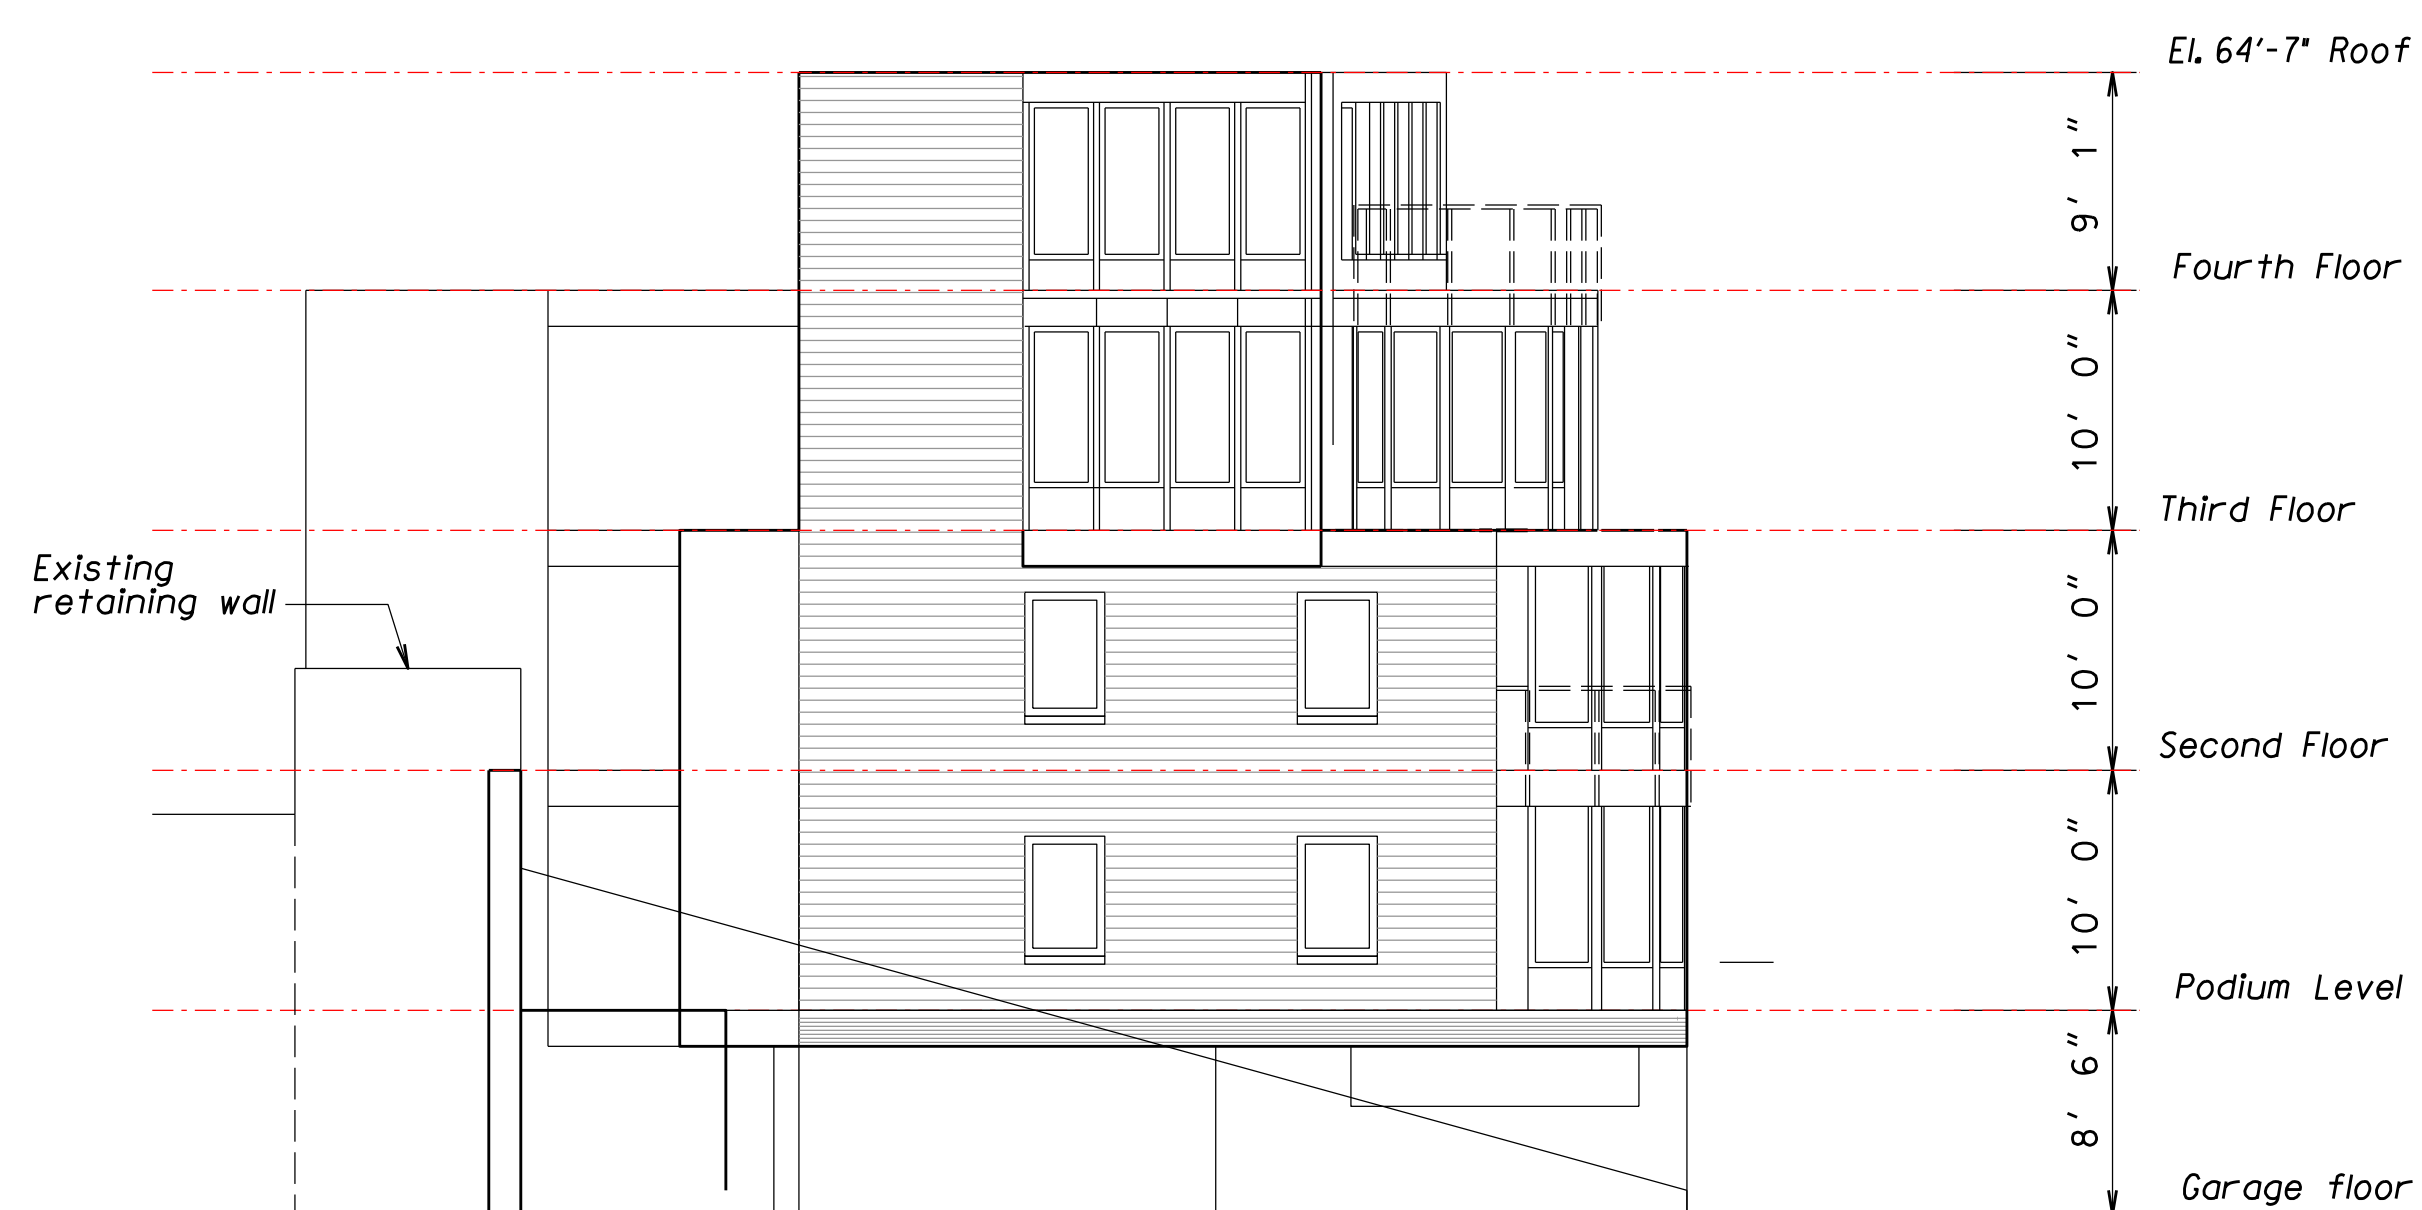 El. 64'-7" Roof
9' 1"
Fourth Floor
10' 0"
Third Floor
Existing
retaining wall
10' 0"
Second Floor
10' 0"
Podium Level
8' 6"
Garage floor